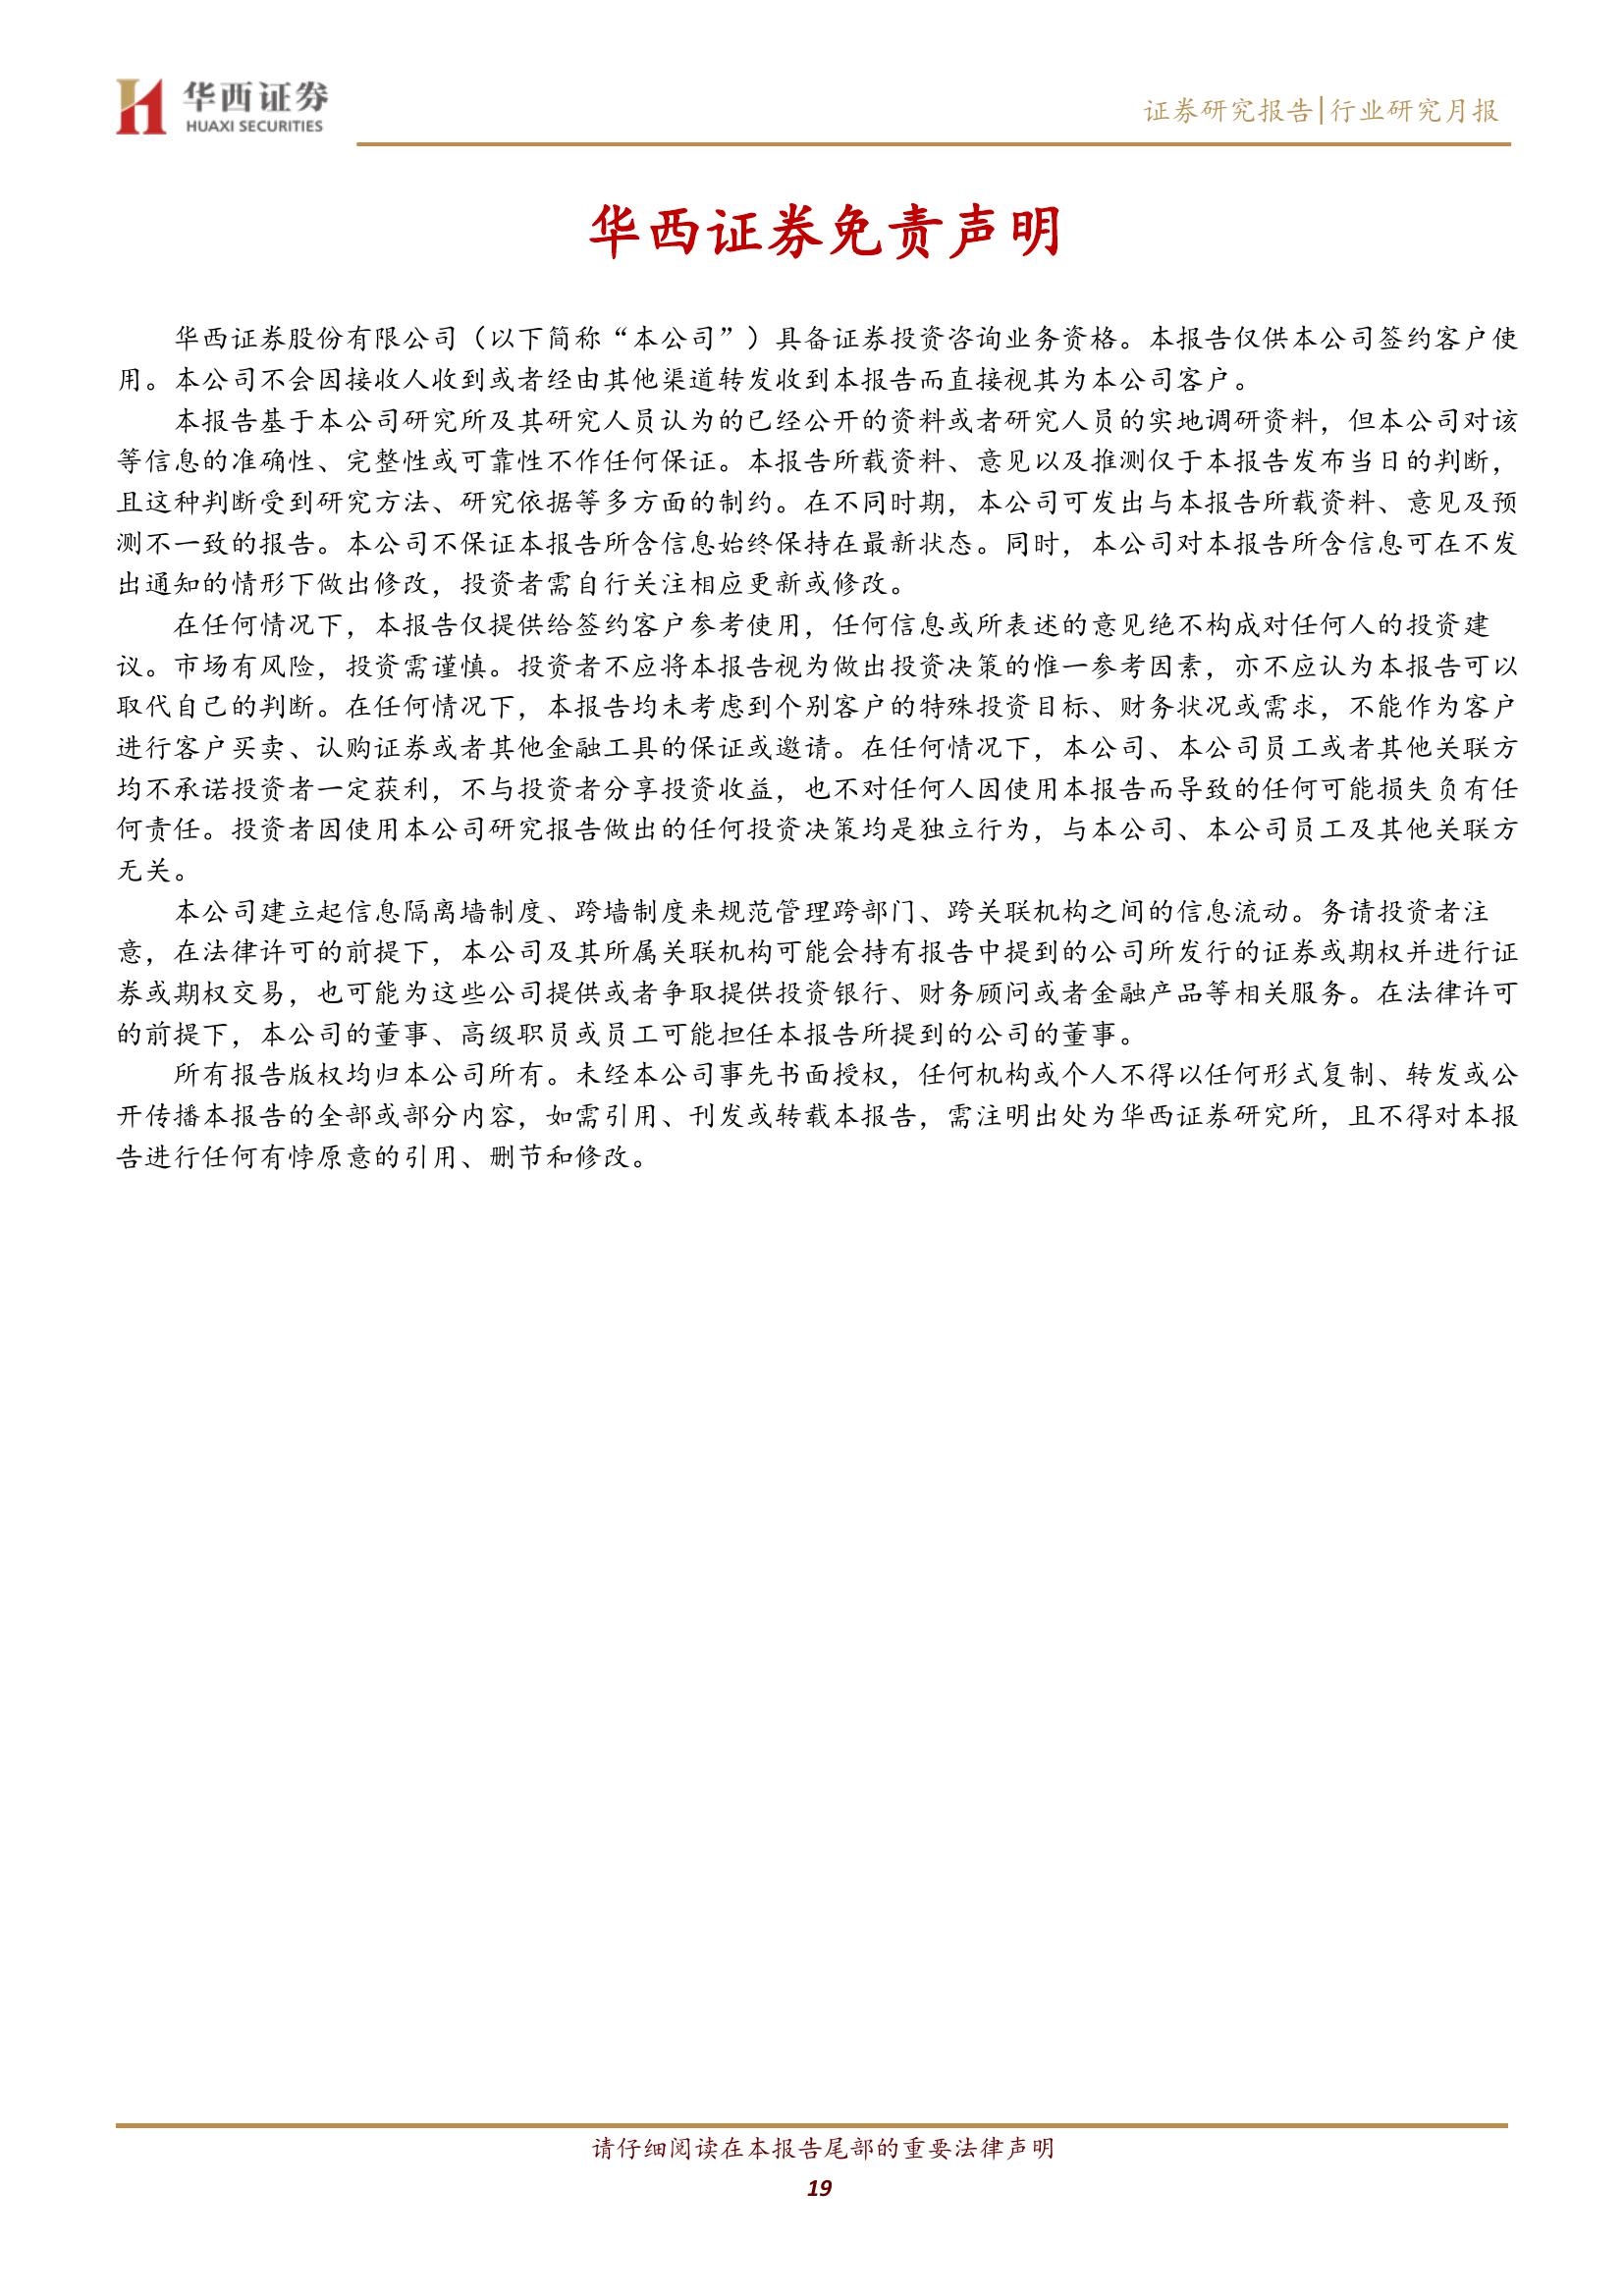 华西证券
HUAXI SECURITIES
证券研究报告|行业研究月报
华西证券免责声明
华西证券股份有限公司（以下简称“本公司”）具备证券投资咨询业务资格。本报告仅供本公司签约客户使
用。本公司不会因接收人收到或者经由其他渠道转发收到本报告而直接视其为本公司客户。
本报告基于本公司研究所及其研究人员认为的已经公开的资料或者研究人员的实地调研资料，但本公司对该
等信息的准确性、完整性或可靠性不作任何保证。本报告所载资料、意见以及推测仅于本报告发布当日的判断，
且这种判断受到研究方法、研究依据等多方面的制约。在不同时期，本公司可发出与本报告所载资料、意见及预
测不一致的报告。本公司不保证本报告所含信息始终保持在最新状态。同时，本公司对本报告所含信息可在不发
出通知的情形下做出修改，投资者需自行关注相应更新或修改。
在任何情况下，本报告仅提供给签约客户参考使用，任何信息或所表述的意见绝不构成对任何人的投资建
议。市场有风险，投资需谨慎。投资者不应将本报告视为做出投资决策的惟一参考因素，亦不应认为本报告可以
取代自己的判断。在任何情况下，本报告均未考虑到个别客户的特殊投资目标、财务状况或需求，不能作为客户
进行客户买卖、认购证券或者其他金融工具的保证或邀请。在任何情况下，本公司、本公司员工或者其他关联方
均不承诺投资者一定获利，不与投资者分享投资收益，也不对任何人因使用本报告而导致的任何可能损失负有任
何责任。投资者因使用本公司研究报告做出的任何投资决策均是独立行为，与本公司、本公司员工及其他关联方
无关。
本公司建立起信息隔离墙制度、跨墙制度来规范管理跨部门、跨关联机构之间的信息流动。务请投资者注
意，在法律许可的前提下，本公司及其所属关联机构可能会持有报告中提到的公司所发行的证券或期权并进行证
券或期权交易，也可能为这些公司提供或者争取提供投资银行、财务顾问或者金融产品等相关服务。在法律许可
的前提下，本公司的董事、高级职员或员工可能担任本报告所提到的公司的董事。
所有报告版权均归本公司所有。未经本公司事先书面授权，任何机构或个人不得以任何形式复制、转发或公
开传播本报告的全部或部分内容，如需引用、刊发或转载本报告，需注明出处为华西证券研究所，且不得对本报
告进行任何有悖原意的引用、删节和修改。
请仔细阅读在本报告尾部的重要法律声明
19